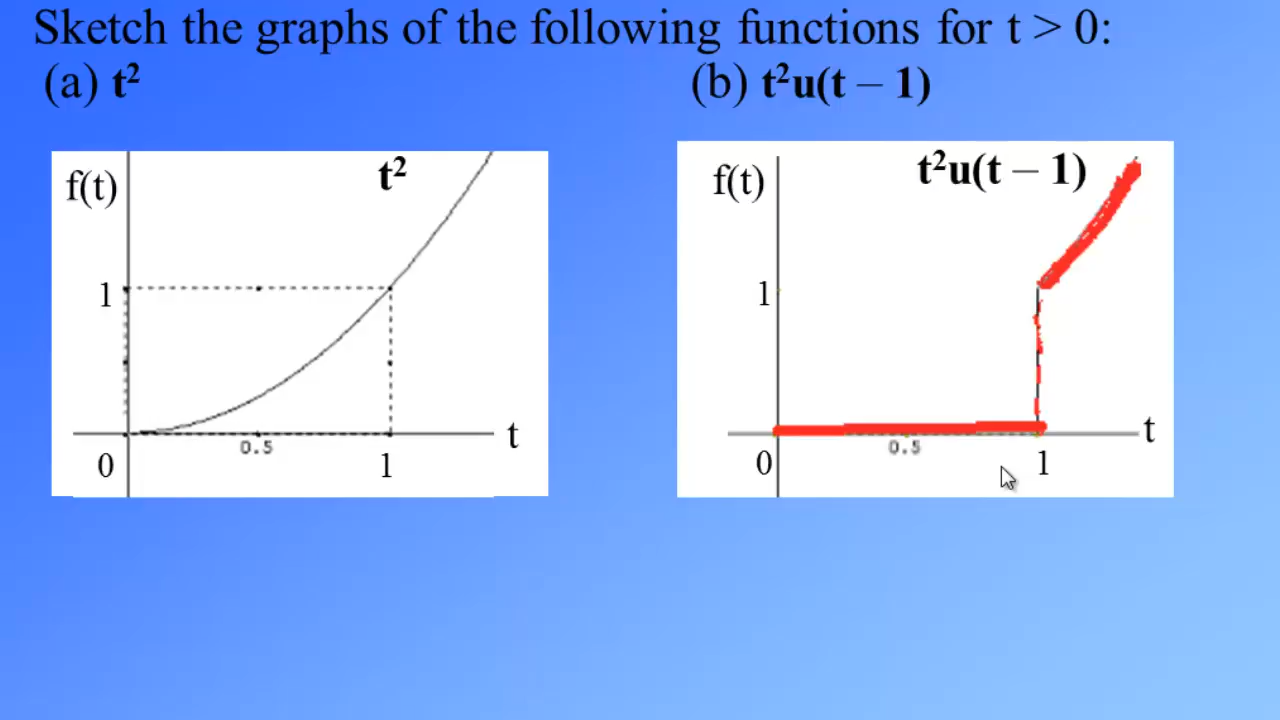 Sketch the graphs of the following functions for t > 0:
(a) t²
(b) t²u(t – 1)
f(t)
t²
1
0
0.5
1
t
f(t)
t²u(t – 1)
1
0
0.5
1
t